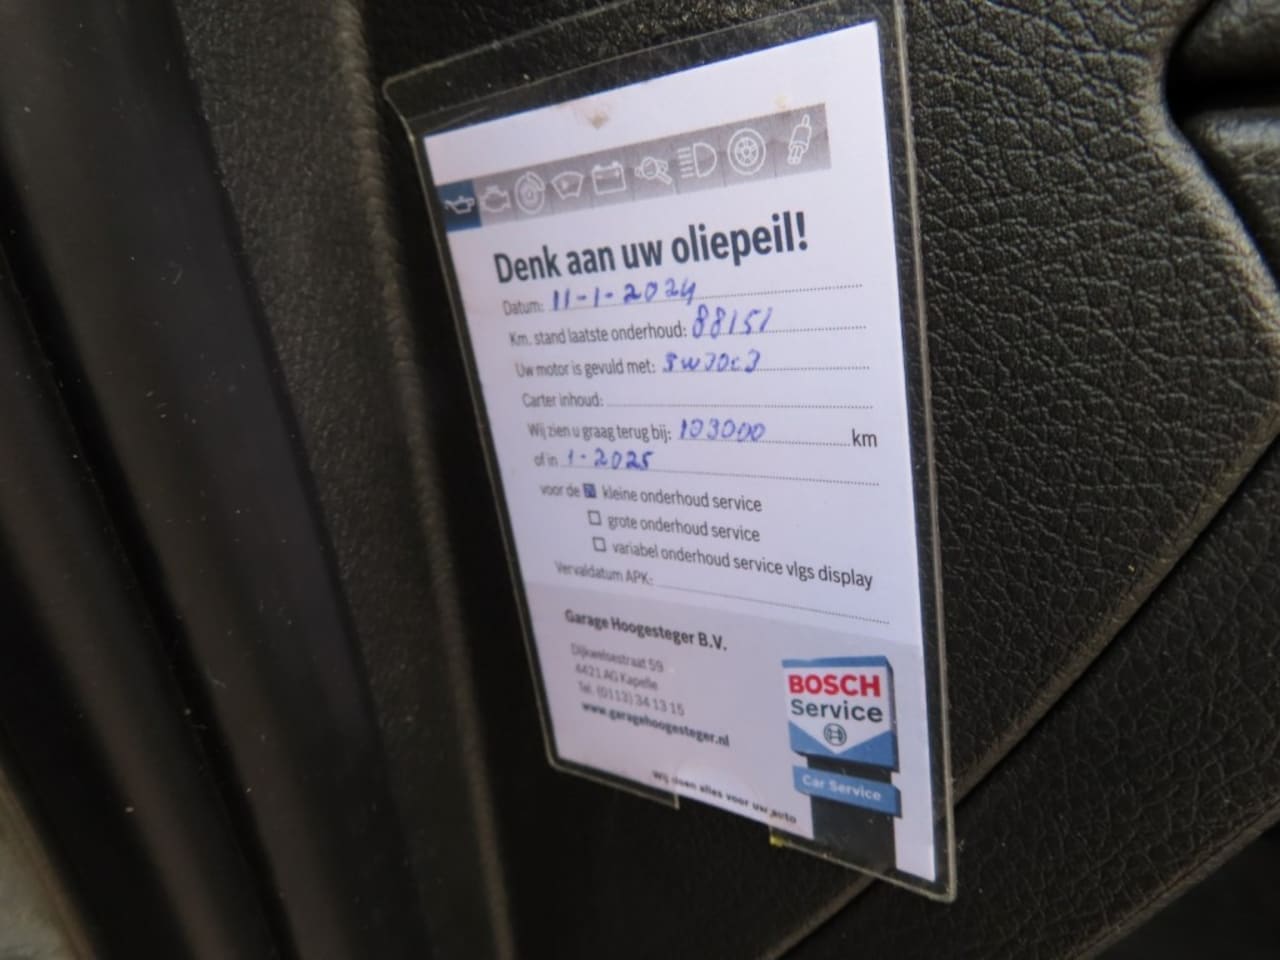 Denk aan uw oliepeil!
Datum: 11-1-2024
Km. stand laatste onderhoud: 88151
Uw motor is gevuld met: 5w30c3
Carter inhoud:
Wij zien u graag terug bij: 103000 km
of in 1-2025
voor de kleine onderhoud service
grote onderhoud service
variabel onderhoud service vlgs display
Vervaldatum APK:
Garage Hoogesteger B.V.
Dijkwelsestraat 59
4421 AG Kapelle
Tel. (0113) 34 13 15
www.garagehoogesteger.nl
BOSCH
Service
Car Service
Wij doen alles voor uw auto